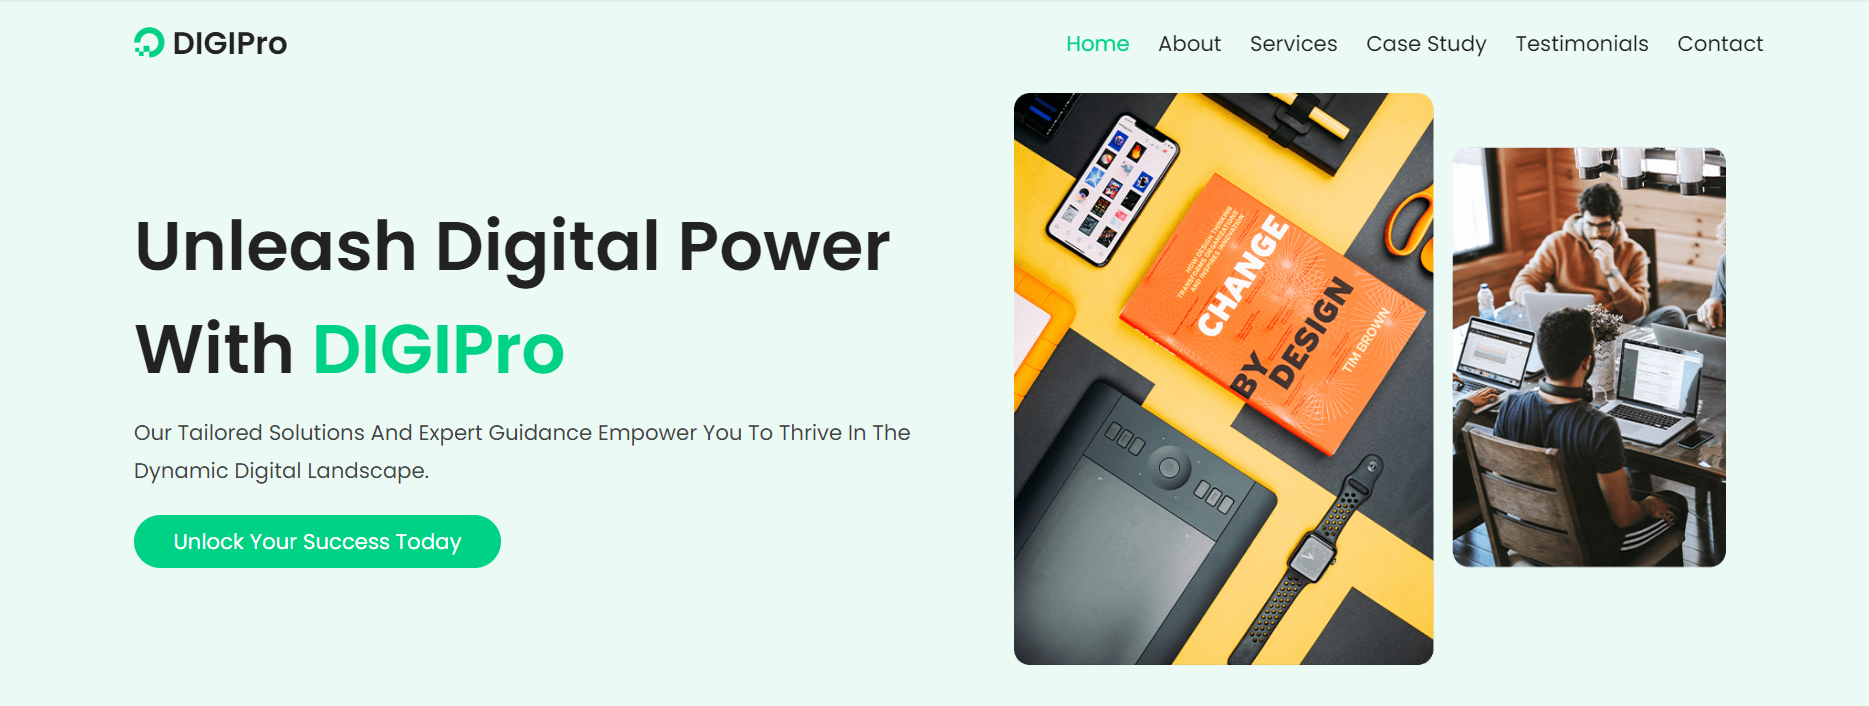 DIGIPro
Home About Services Case Study Testimonials Contact
Unleash Digital Power
With DIGIPro
Our Tailored Solutions And Expert Guidance Empower You To Thrive In The
Dynamic Digital Landscape.
Unlock Your Success Today
HOW DESIGN THINKING
TRANSFORMS ORGANIZATIONS
AND INSPIRES INNOVATION
CHANGE
BY
DESIGN
TIM BROWN